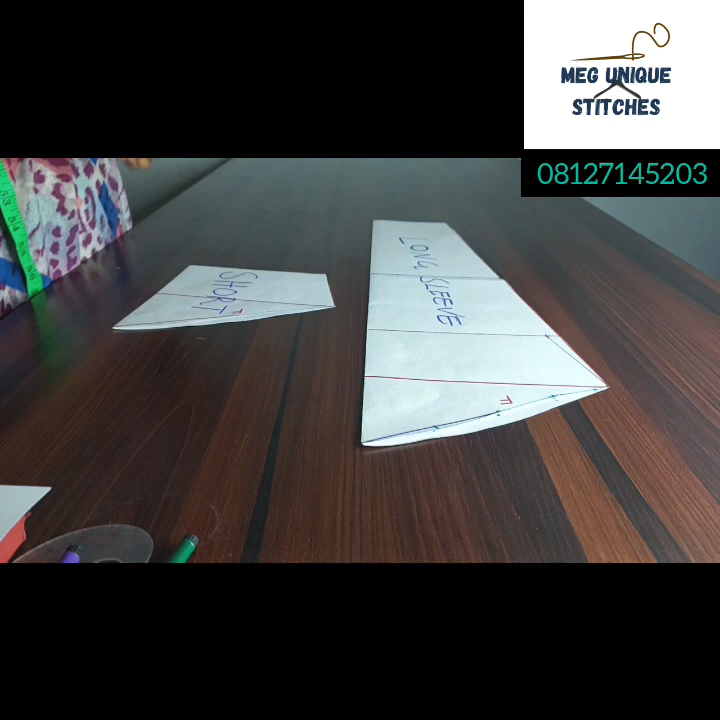 MEG UNIQUE
STITCHES
08127145203
LONG SLEEVE
SHORT